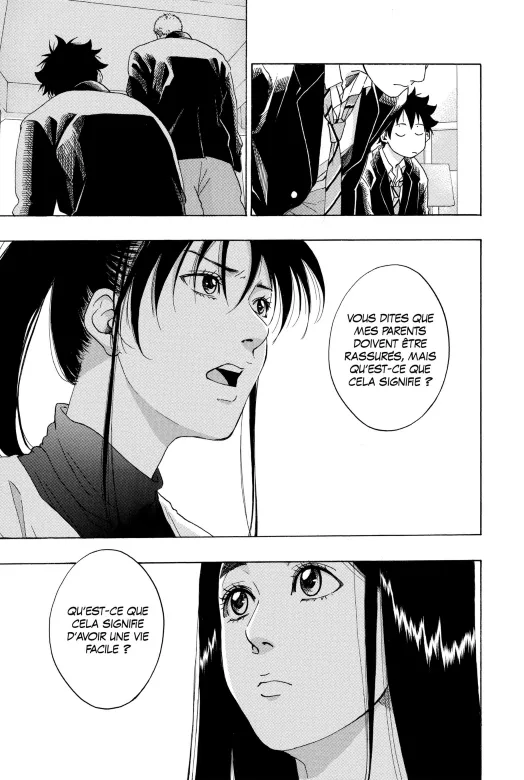 VOUS DITES QUE
MES PARENTS
DOIVENT ÊTRE
RASSURÉS, MAIS
QU'EST-CE QUE
CELA SIGNIFIE ?
QU'EST-CE QUE
CELA SIGNIFIE
D'AVOIR UNE VIE
FACILE ?